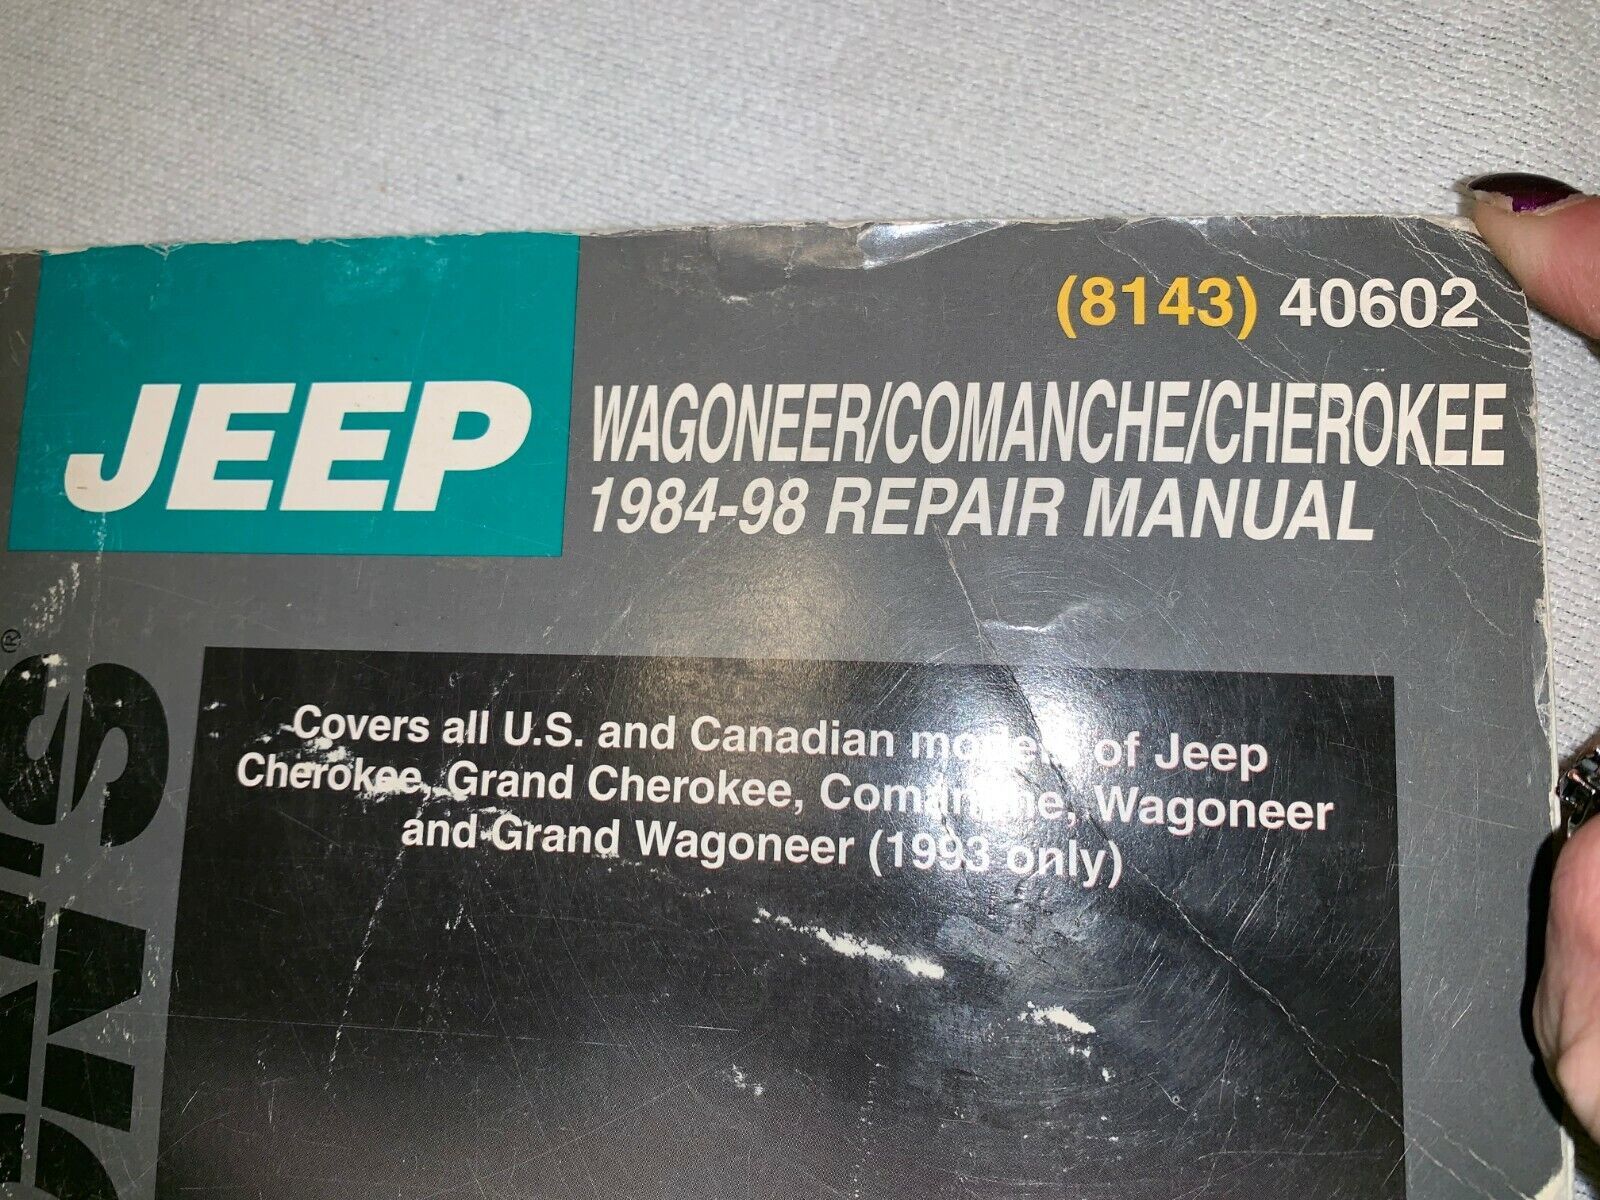 (8143) 40602
JEEP
WAGONEER/COMANCHE/CHEROKEE
1984-98 REPAIR MANUAL
Covers all U.S. and Canadian models of Jeep
Cherokee, Grand Cherokee, Comanche, Wagoneer
and Grand Wagoneer (1993 only)